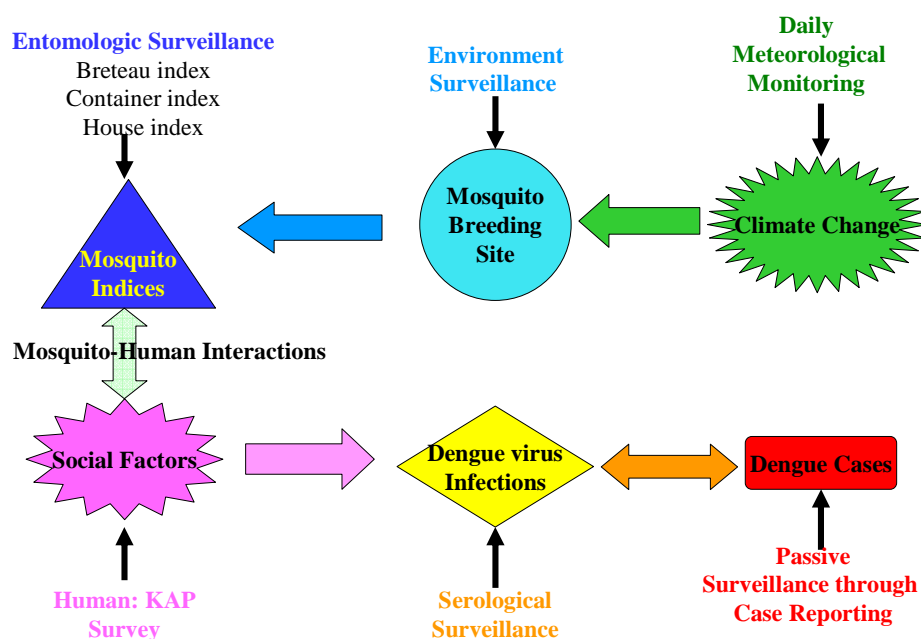 Entomologic Surveillance
Breteau index
Container index
House index
Environment
Surveillance
Daily
Meteorological
Monitoring
Mosquito
Indices
Mosquito
Breeding
Site
Climate Change
Mosquito-Human Interactions
Social Factors
Dengue virus
Infections
Dengue Cases
Human: KAP
Survey
Serological
Surveillance
Passive
Surveillance through
Case Reporting